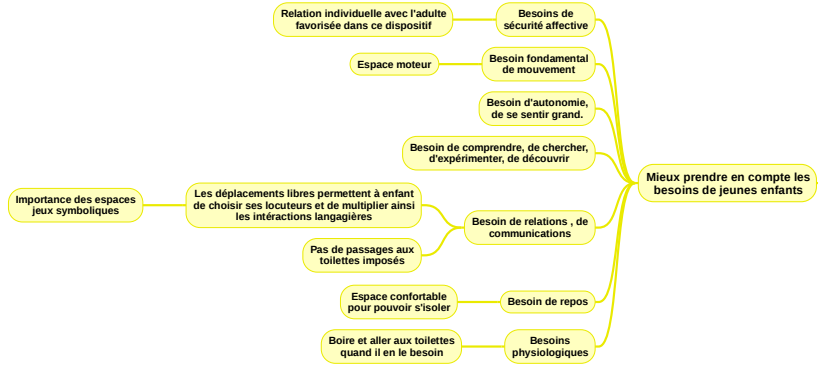 Relation individuelle avec l'adulte
favorisée dans ce dispositif
Besoins de
sécurité affective
Espace moteur
Besoin fondamental
de mouvement
Besoin d'autonomie,
de se sentir grand.
Besoin de comprendre, de chercher,
d'expérimenter, de découvrir
Mieux prendre en compte les
besoins de jeunes enfants
Importance des espaces
jeux symboliques
Les déplacements libres permettent à enfant
de choisir ses locuteurs et de multiplier ainsi
les intéractions langagières
Besoin de relations , de
communications
Pas de passages aux
toilettes imposés
Espace confortable
pour pouvoir s'isoler
Besoin de repos
Boire et aller aux toilettes
quand il en le besoin
Besoins
physiologiques